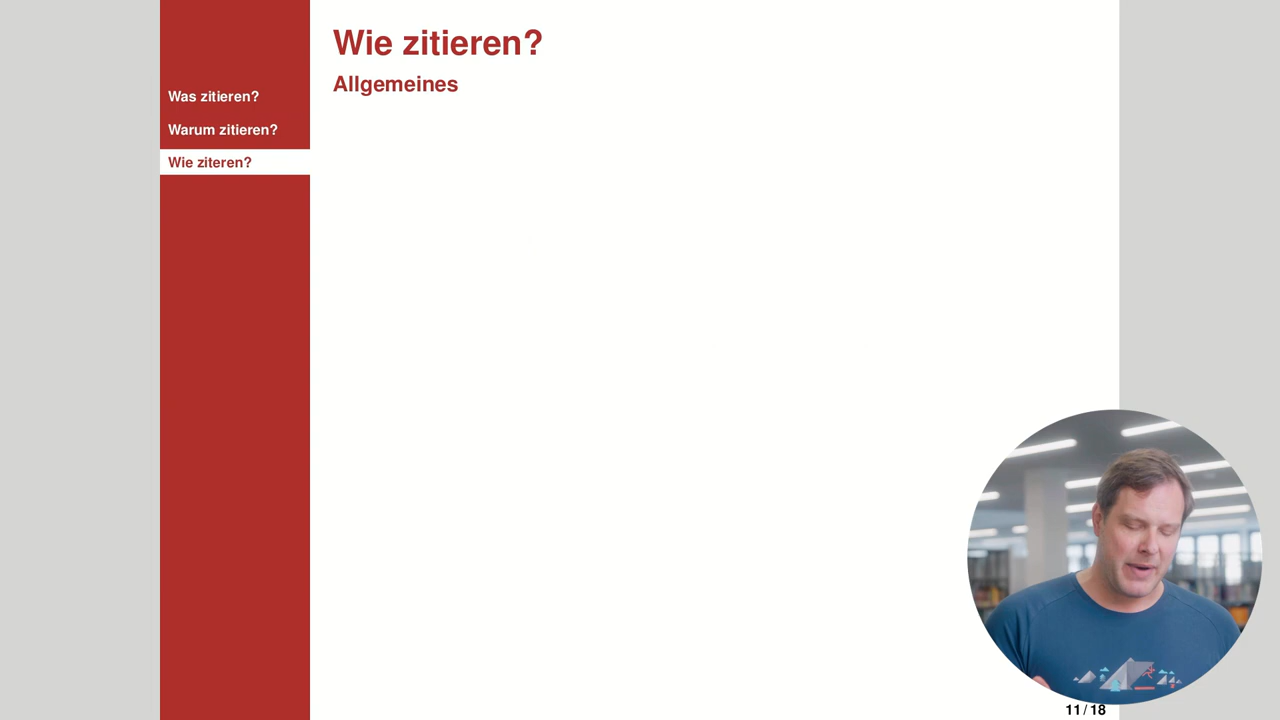 Wie zitieren?
Allgemeines
Was zitieren?
Warum zitieren?
Wie ziteren?
11 / 18